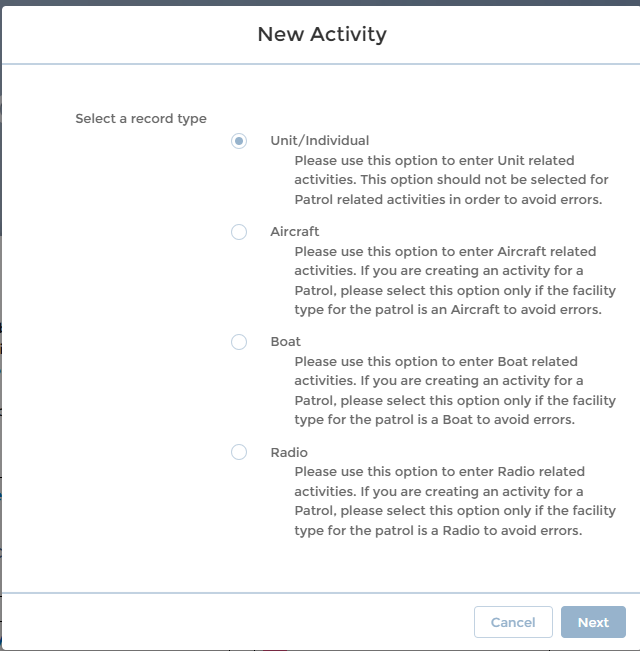 New Activity
Select a record type
Unit/Individual
Please use this option to enter Unit related
activities. This option should not be selected for
Patrol related activities in order to avoid errors.
Aircraft
Please use this option to enter Aircraft related
activities. If you are creating an activity for a
Patrol, please select this option only if the facility
type for the patrol is an Aircraft to avoid errors.
Boat
Please use this option to enter Boat related
activities. If you are creating an activity for a
Patrol, please select this option only if the facility
type for the patrol is a Boat to avoid errors.
Radio
Please use this option to enter Radio related
activities. If you are creating an activity for a
Patrol, please select this option only if the facility
type for the patrol is a Radio to avoid errors.
Cancel
Next